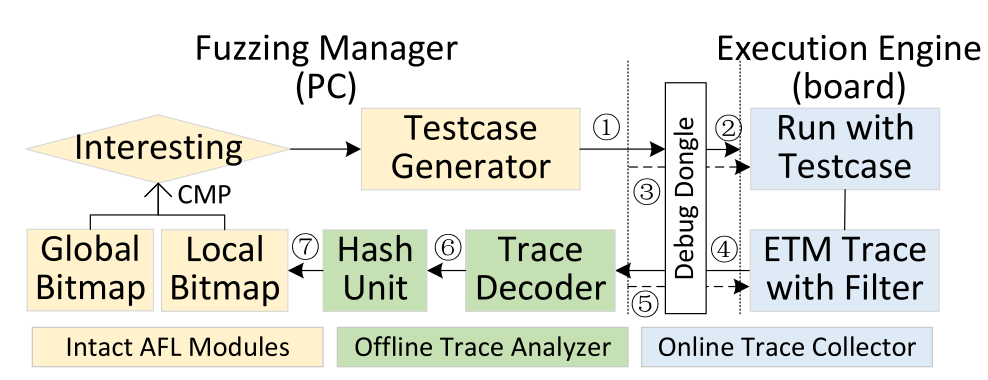 Fuzzing Manager
(PC)
Execution Engine
(board)
Interesting
Testcase
Generator
①
Debug Dongle
②
Run with
Testcase
③
CMP
Global
Bitmap
Local
Bitmap
⑦
Hash
Unit
⑥
Trace
Decoder
④
⑤
ETM Trace
with Filter
Intact AFL Modules
Offline Trace Analyzer
Online Trace Collector